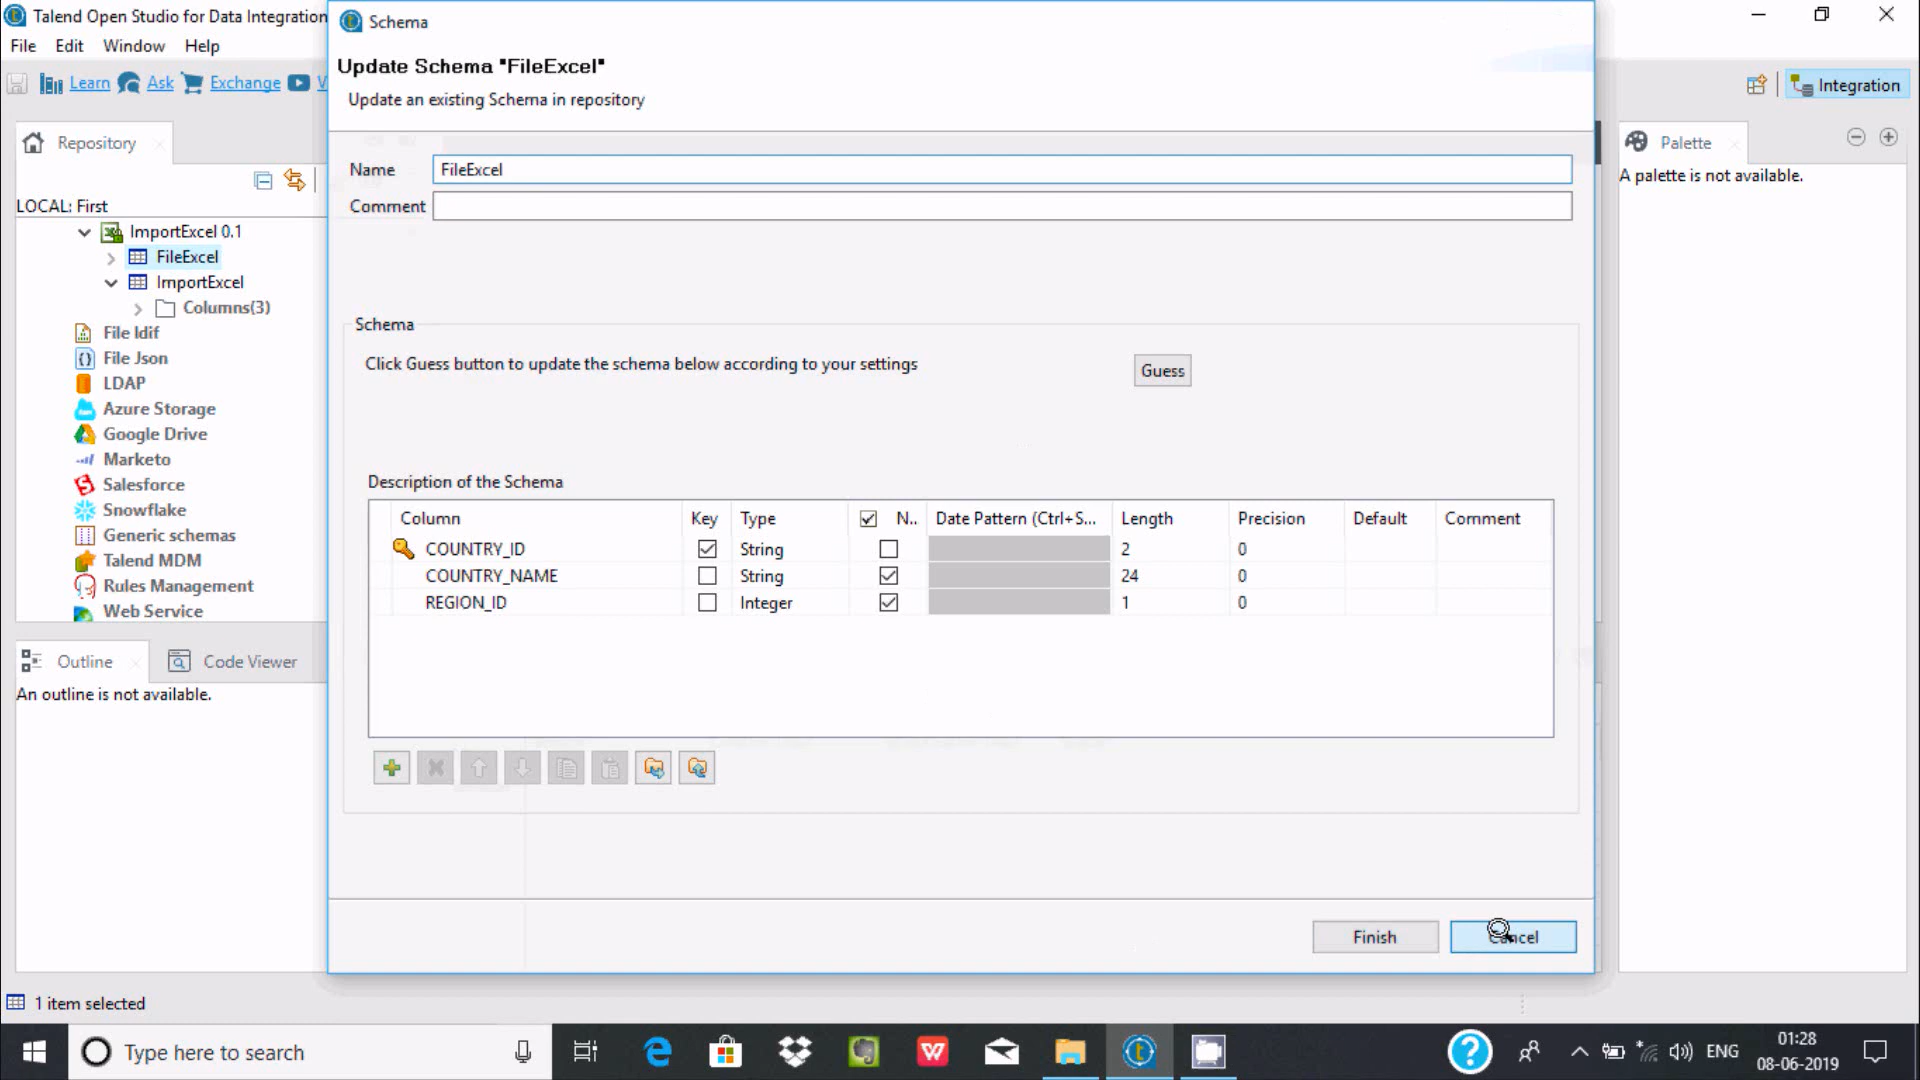 Talend Open Studio for Data Integration
File Edit Window Help
Learn Ask Exchange V
Integration
Repository
LOCAL: First
ImportExcel 0.1
FileExcel
ImportExcel
Columns(3)
File ldif
File Json
LDAP
Azure Storage
Google Drive
Marketo
Salesforce
Snowflake
Generic schemas
Talend MDM
Rules Management
Web Service
Outline
Code Viewer
An outline is not available.
Schema
Update Schema "FileExcel"
Update an existing Schema in repository
Name FileExcel
Comment
Schema
Click Guess button to update the schema below according to your settings
Guess
Description of the Schema
Column Key Type N.. Date Pattern (Ctrl+S... Length Precision Default Comment
COUNTRY_ID String 2 0
COUNTRY_NAME String 24 0
REGION_ID Integer 1 0
Finish
Cancel
Palette
A palette is not available.
1 item selected
Type here to search
ENG
01:28
08-06-2019